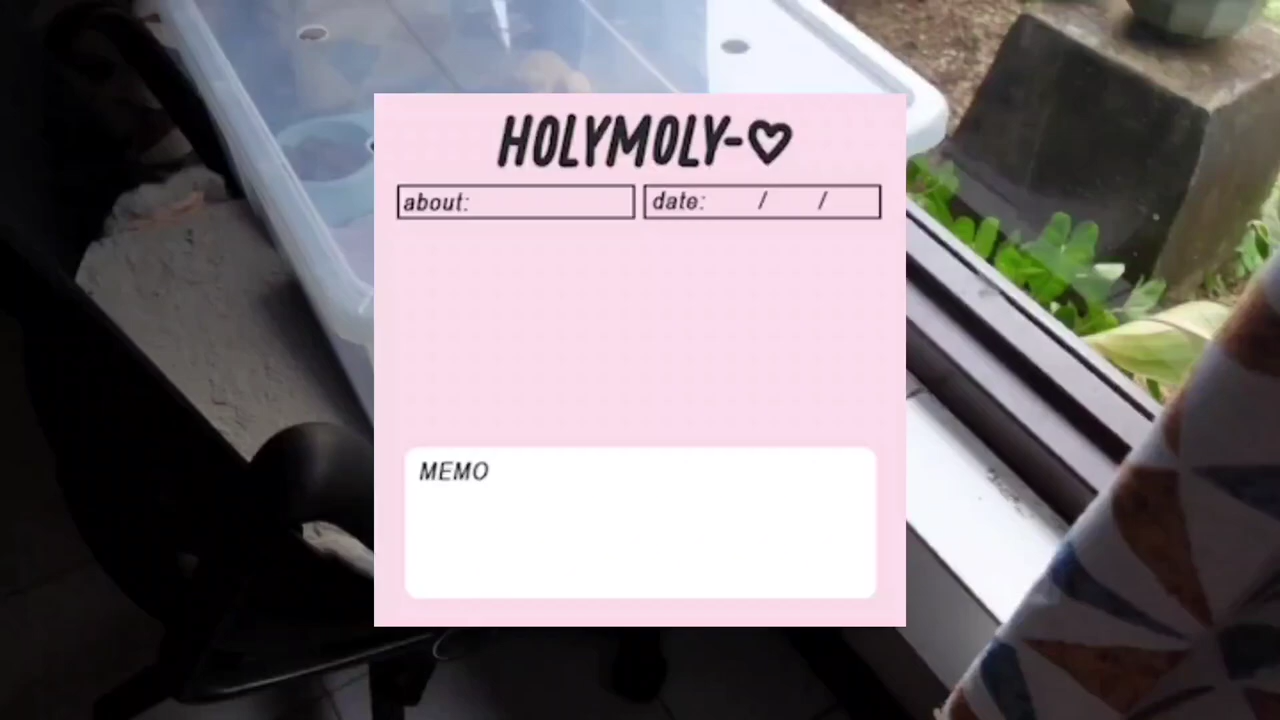 HOLYMOLY-♡
about:
date: / /
MEMO